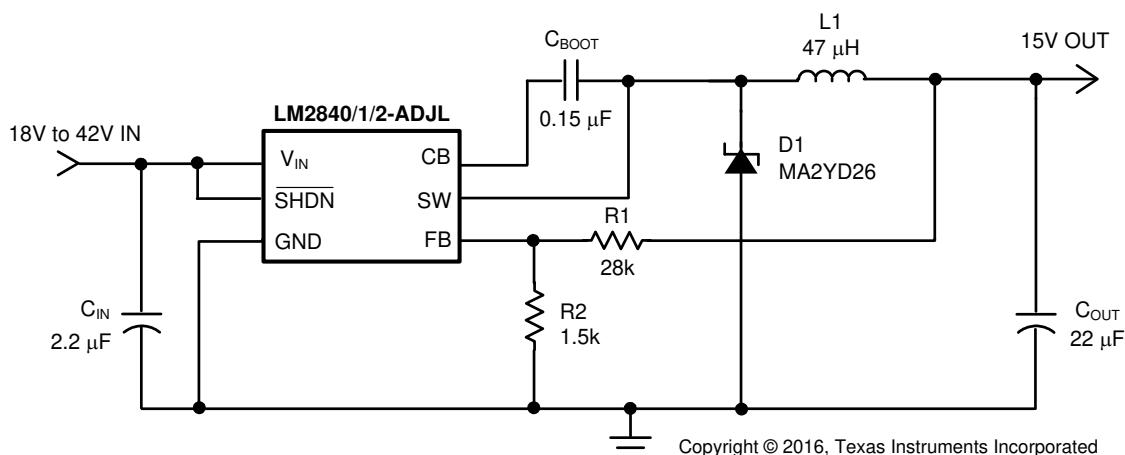 L1
47 μH
15V OUT
CBOOT
0.15 μF
LM2840/1/2-ADJL
18V to 42V IN
VIN
CB
SHDN
SW
GND
FB
D1
MA2YD26
R1
28k
R2
1.5k
CIN
2.2 μF
COUT
22 μF
Copyright © 2016, Texas Instruments Incorporated